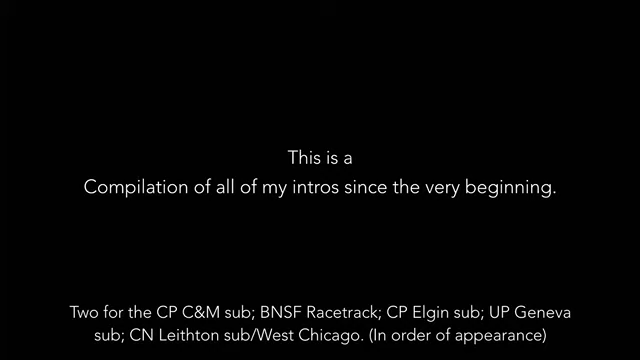 This is a
Compilation of all of my intros since the very beginning.
Two for the CP C&M sub; BNSF Racetrack; CP Elgin sub; UP Geneva
sub; CN Leithton sub/West Chicago. (In order of appearance)